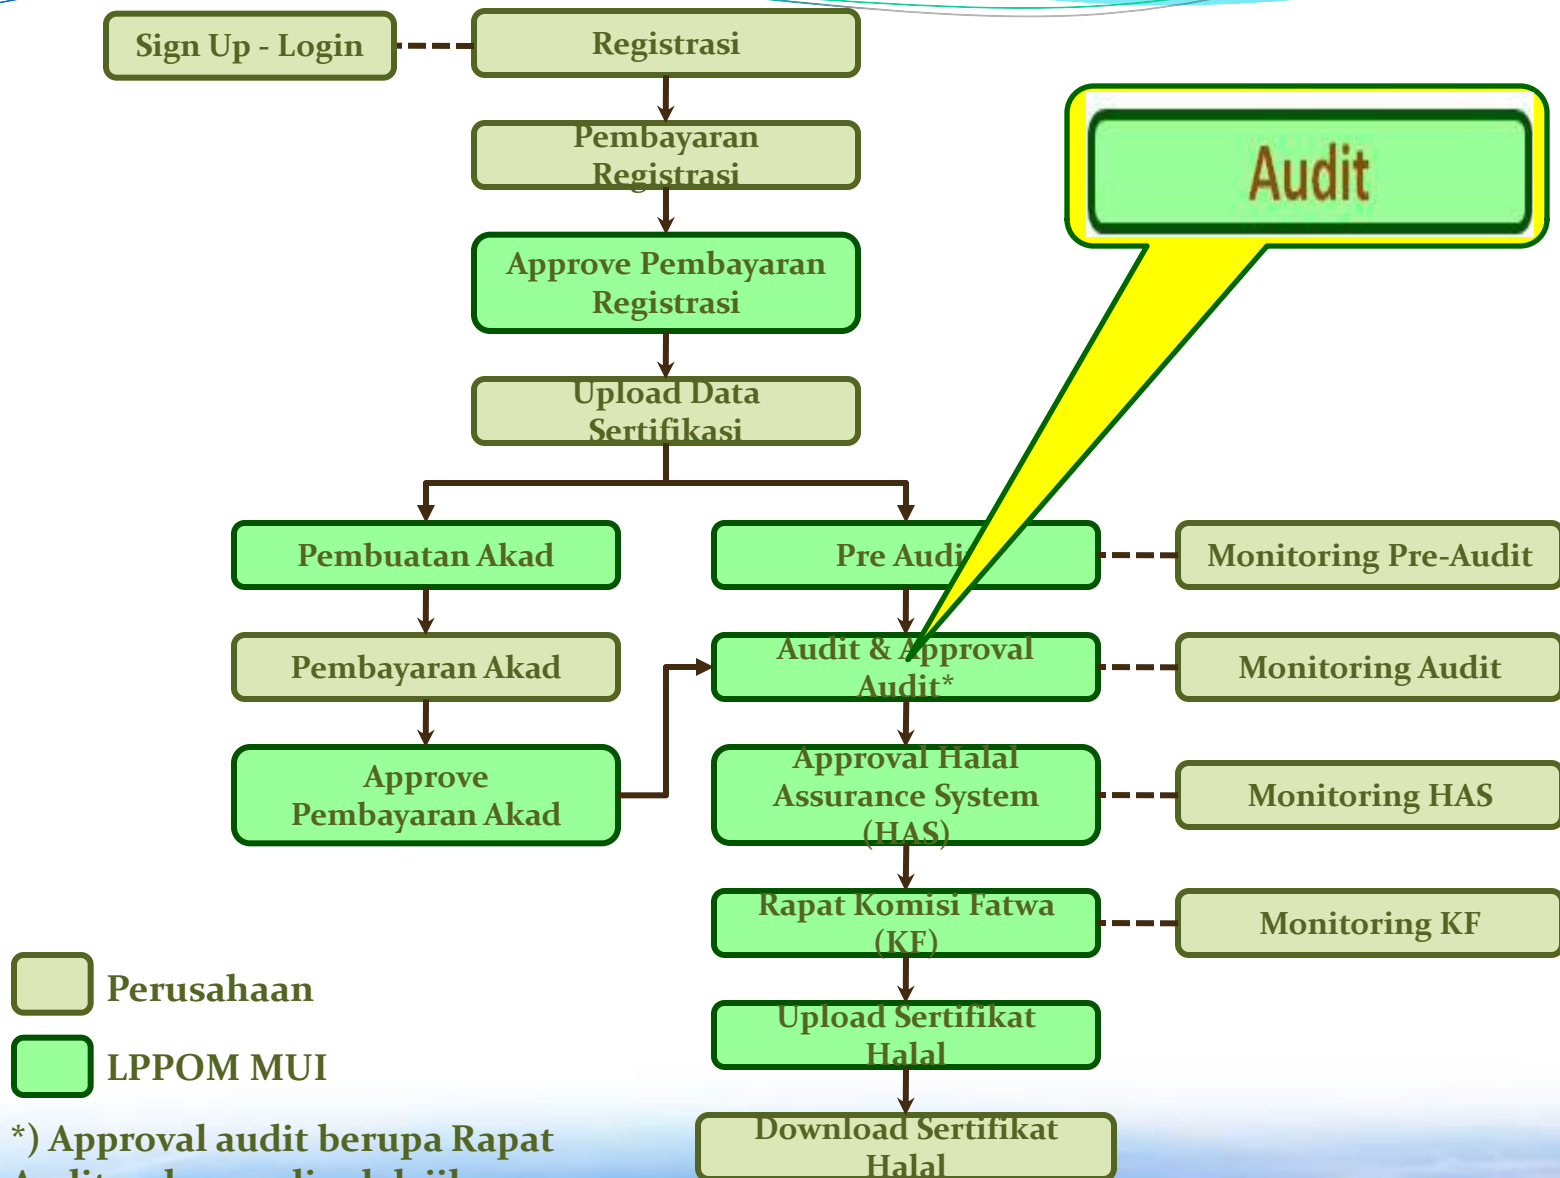 Sign Up - Login
Registrasi
Pembayaran
Registrasi
Audit
Approve Pembayaran
Registrasi
Upload Data
Sertifikasi
Pembuatan Akad
Pre Audit
Monitoring Pre-Audit
Pembayaran Akad
Audit & Approval
Audit*
Monitoring Audit
Approve
Pembayaran Akad
Approval Halal
Assurance System
(HAS)
Monitoring HAS
Rapat Komisi Fatwa
(KF)
Monitoring KF
Perusahaan
Upload Sertifikat
Halal
LPPOM MUI
*) Approval audit berupa Rapat
Download Sertifikat
Halal